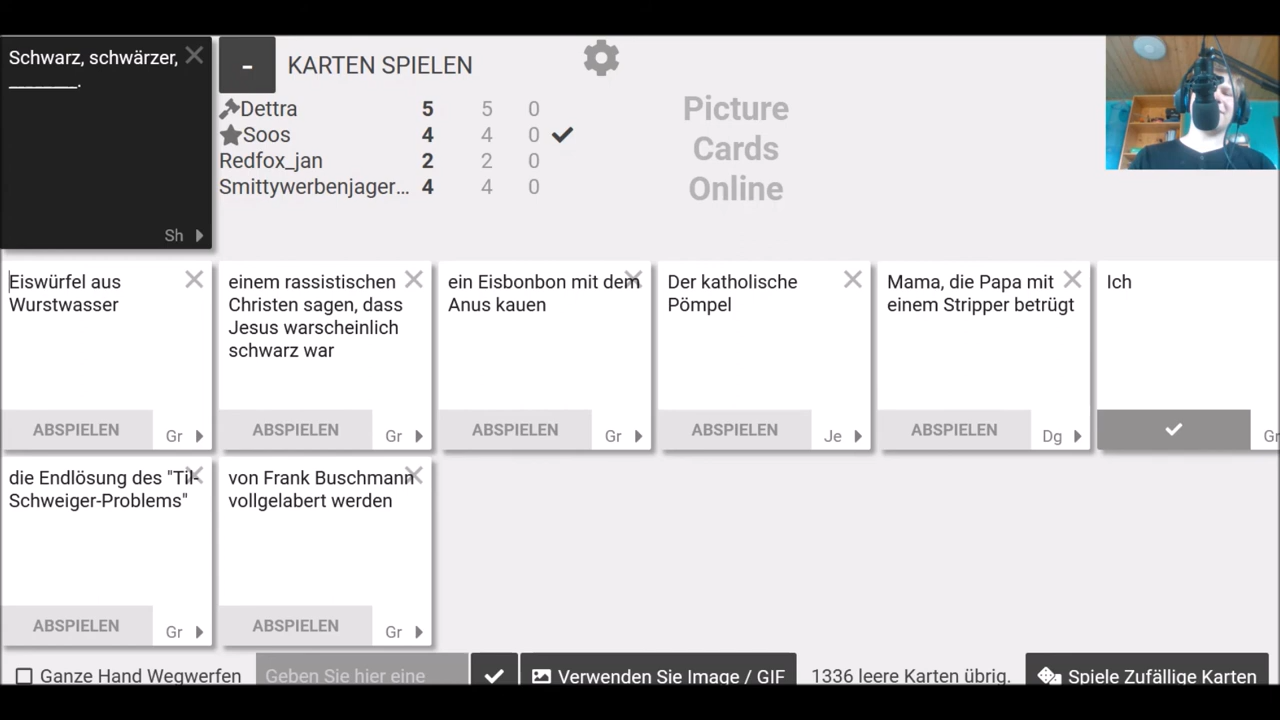 Schwarz, schwärzer,
_______.
Sh
-
KARTEN SPIELEN
Dettra 5 5 0
Soos 4 4 0
Redfox_jan 2 2 0
Smittywerbenjager... 4 4 0
Picture
Cards
Online
Eiswürfel aus
Wurstwasser
ABSPIELEN
Gr
einem rassistischen
Christen sagen, dass
Jesus warscheinlich
schwarz war
ABSPIELEN
Gr
ein Eisbonbon mit dem
Anus kauen
ABSPIELEN
Gr
Der katholische
Pömpel
ABSPIELEN
Je
Mama, die Papa mit
einem Stripper betrügt
ABSPIELEN
Dg
Ich
Gr
die Endlösung des "Til-
Schweiger-Problems"
ABSPIELEN
Gr
von Frank Buschmann
vollgelabert werden
ABSPIELEN
Gr
Ganze Hand Wegwerfen
Geben Sie hier eine
Verwenden Sie Image / GIF
1336 leere Karten übrig.
Spiele Zufällige Karten